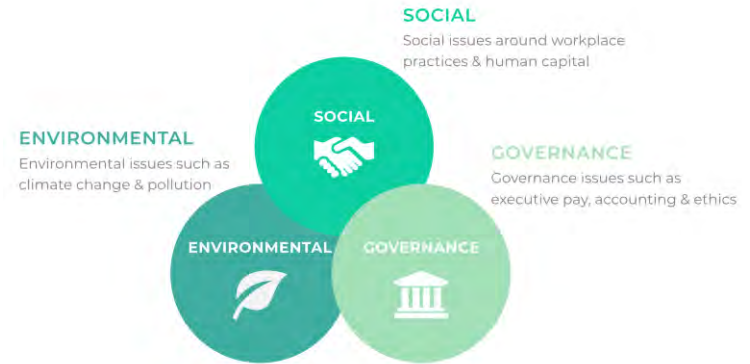 SOCIAL
Social issues around workplace
practices & human capital
SOCIAL
ENVIRONMENTAL
Environmental issues such as
climate change & pollution
GOVERNANCE
Governance issues such as
executive pay, accounting & ethics
ENVIRONMENTAL
GOVERNANCE